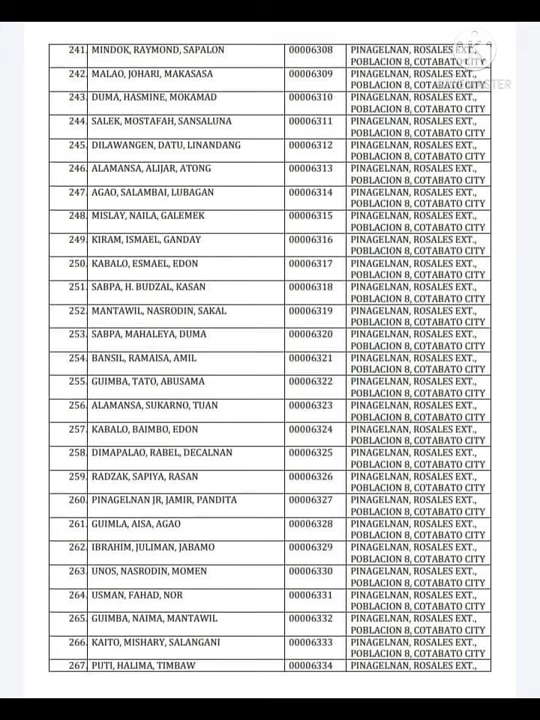 241. MINDOK, RAYMOND, SAPALON 00006308 PINAGELNAN, ROSALES EXT.,
POBLACION 8, COTABATO CITY
242. MALAO, JOHARI, MAKASASA 00006309 PINAGELNAN, ROSALES EXT.,
POBLACION 8, COTABATO CITY
243. DUMA, HASMINE, MOKAMAD 00006310 PINAGELNAN, ROSALES EXT.,
POBLACION 8, COTABATO CITY
244. SALEK, MOSTAFAH, SANSALUNA 00006311 PINAGELNAN, ROSALES EXT.,
POBLACION 8, COTABATO CITY
245. DILAWANGEN, DATU, LINANDANG 00006312 PINAGELNAN, ROSALES EXT.,
POBLACION 8, COTABATO CITY
246. ALAMANSA, ALIJAR, ATONG 00006313 PINAGELNAN, ROSALES EXT.,
POBLACION 8, COTABATO CITY
247. AGAO, SALAMBAI, LUBAGAN 00006314 PINAGELNAN, ROSALES EXT.,
POBLACION 8, COTABATO CITY
248. MISLAY, NAILA, GALEMEK 00006315 PINAGELNAN, ROSALES EXT.,
POBLACION 8, COTABATO CITY
249. KIRAM, ISMAEL, GANDAY 00006316 PINAGELNAN, ROSALES EXT.,
POBLACION 8, COTABATO CITY
250. KABALO, ESMAEL, EDON 00006317 PINAGELNAN, ROSALES EXT.,
POBLACION 8, COTABATO CITY
251. SABPA, H. BUDZAL, KASAN 00006318 PINAGELNAN, ROSALES EXT.,
POBLACION 8, COTABATO CITY
252. MANTAWIL, NASRODIN, SAKAL 00006319 PINAGELNAN, ROSALES EXT.,
POBLACION 8, COTABATO CITY
253. SABPA, MAHALEYA, DUMA 00006320 PINAGELNAN, ROSALES EXT.,
POBLACION 8, COTABATO CITY
254. BANSIL, RAMAISA, AMIL 00006321 PINAGELNAN, ROSALES EXT.,
POBLACION 8, COTABATO CITY
255. GUIMBA, TATO, ABUSAMA 00006322 PINAGELNAN, ROSALES EXT.,
POBLACION 8, COTABATO CITY
256. ALAMANSA, SUKARNO, TUAN 00006323 PINAGELNAN, ROSALES EXT.,
POBLACION 8, COTABATO CITY
257. KABALO, BAIMBO, EDON 00006324 PINAGELNAN, ROSALES EXT.,
POBLACION 8, COTABATO CITY
258. DIMAPALAO, RABEL, DECALNAN 00006325 PINAGELNAN, ROSALES EXT.,
POBLACION 8, COTABATO CITY
259. RADZAK, SAPIYA, RASAN 00006326 PINAGELNAN, ROSALES EXT.,
POBLACION 8, COTABATO CITY
260. PINAGELNAN JR, JAMIR, PANDITA 00006327 PINAGELNAN, ROSALES EXT.,
POBLACION 8, COTABATO CITY
261. GUIMLA, AISA, AGAO 00006328 PINAGELNAN, ROSALES EXT.,
POBLACION 8, COTABATO CITY
262. IBRAHIM, JULIMAN, JABAMO 00006329 PINAGELNAN, ROSALES EXT.,
POBLACION 8, COTABATO CITY
263. UNOS, NASRODIN, MOMEN 00006330 PINAGELNAN, ROSALES EXT.,
POBLACION 8, COTABATO CITY
264. USMAN, FAHAD, NOR 00006331 PINAGELNAN, ROSALES EXT.,
POBLACION 8, COTABATO CITY
265. GUIMBA, NAIMA, MANTAWIL 00006332 PINAGELNAN, ROSALES EXT.,
POBLACION 8, COTABATO CITY
266. KAITO, MISHARY, SALANGANI 00006333 PINAGELNAN, ROSALES EXT.,
POBLACION 8, COTABATO CITY
267. PUTI, HALIMA, TIMBAW 00006334 PINAGELNAN, ROSALES EXT.,